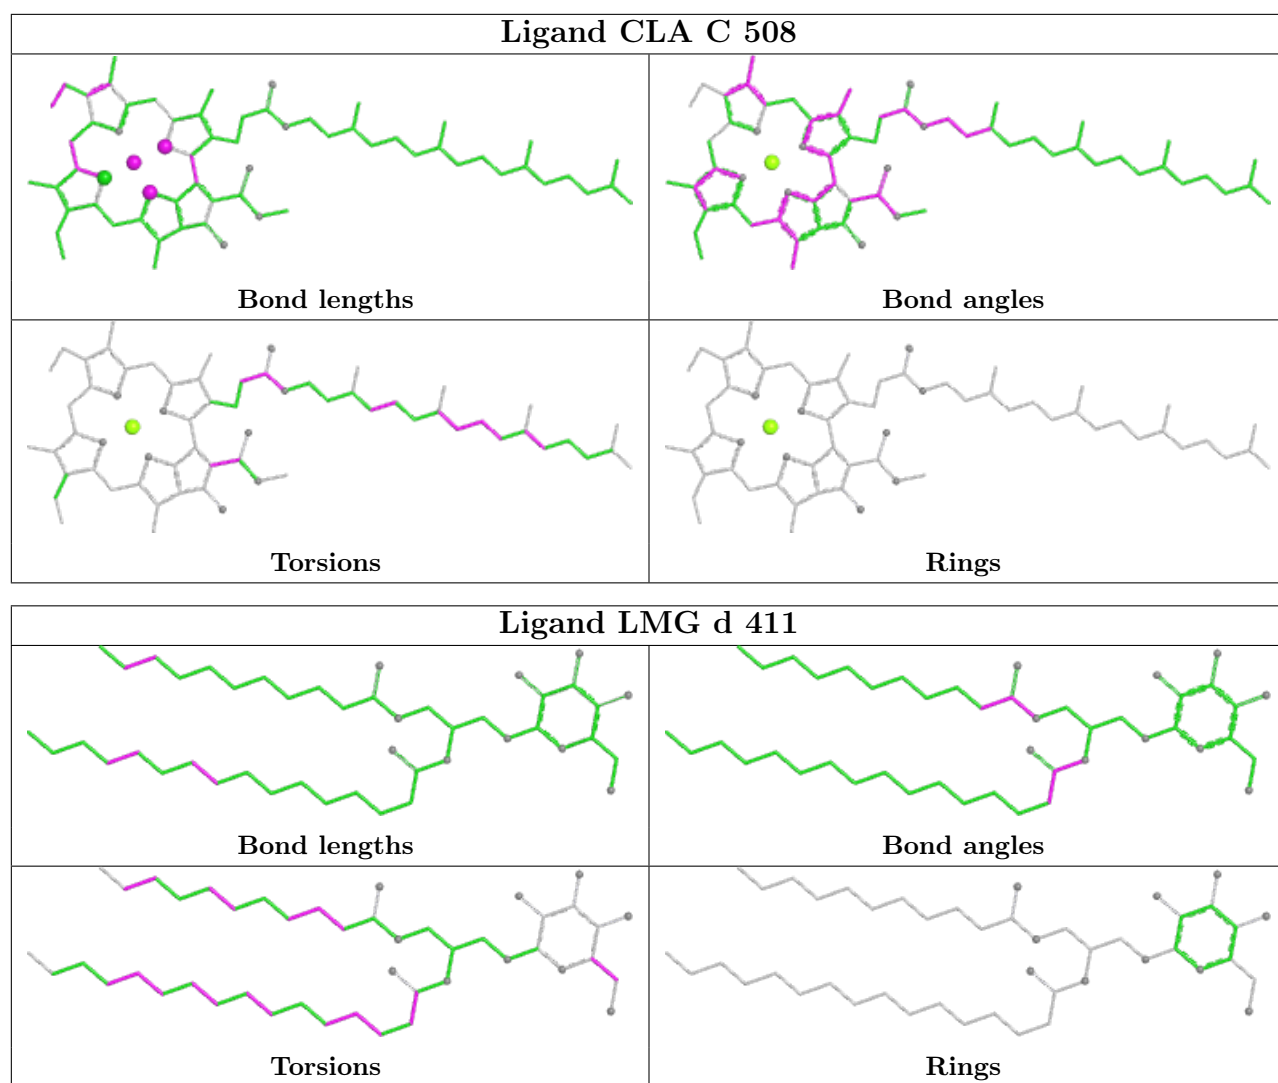 Ligand CLA C 508
Bond lengths
Bond angles
Torsions
Rings
Ligand LMG d 411
Bond lengths
Bond angles
Torsions
Rings